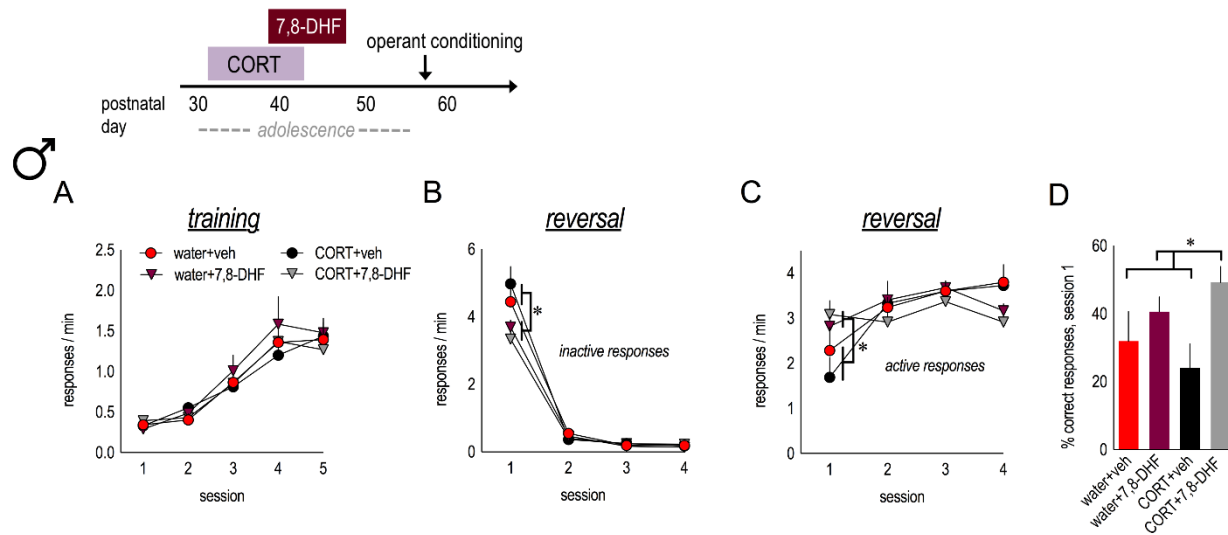 7,8-DHF
operant conditioning
CORT
postnatal day
30 40 50 60
adolescence
♂
A
training
water+veh
CORT+veh
water+7,8-DHF
CORT+7,8-DHF
2.5
2.0
1.5
1.0
0.5
0.0
responses / min
1 2 3 4 5
session
B
reversal
6
4
2
0
responses / min
*
inactive responses
1 2 3 4
session
C
reversal
4
3
2
1
0
responses / min
*
active responses
1 2 3 4
session
D
60
40
20
0
% correct responses, session 1
*
water+veh
water+7,8-DHF
CORT+veh
CORT+7,8-DHF